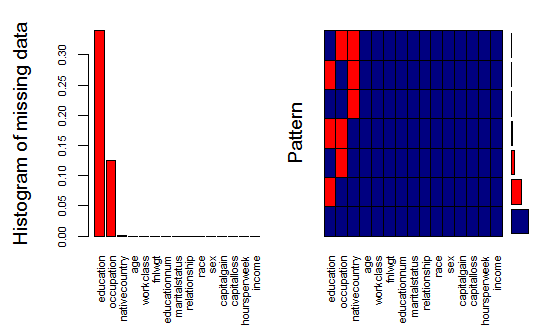 Histogram of missing data
0.30
0.25
0.20
0.15
0.10
0.05
0.00
education
occupation
nativecountry
age
workclass
fnlwgt
educationnum
maritalstatus
relationship
race
sex
capitalgain
capitalloss
hoursperweek
income
Pattern
education
occupation
nativecountry
age
workclass
fnlwgt
educationnum
maritalstatus
relationship
race
sex
capitalgain
capitalloss
hoursperweek
income